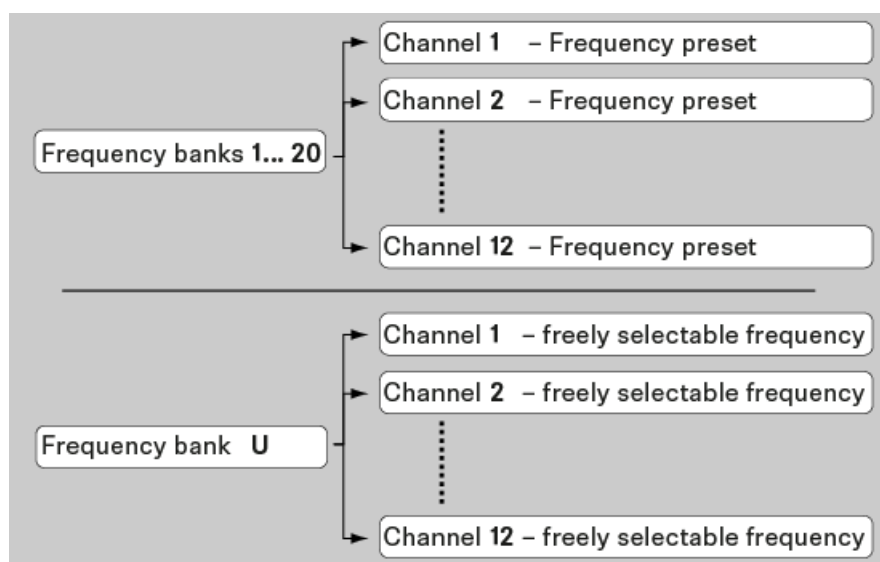 Channel 1 – Frequency preset
Channel 2 – Frequency preset
Frequency banks 1... 20
Channel 12 – Frequency preset
Channel 1 – freely selectable frequency
Channel 2 – freely selectable frequency
Frequency bank U
Channel 12 – freely selectable frequency